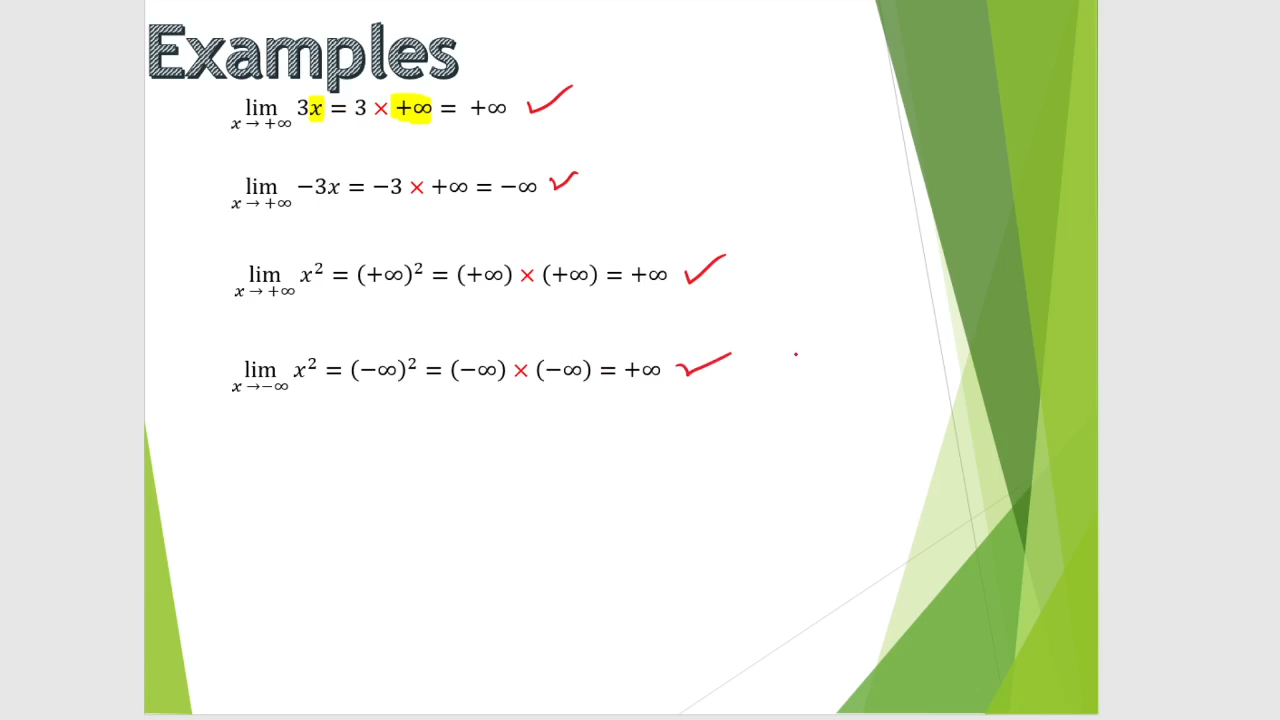 Examples
lim 3x = 3 × +∞ = +∞
x → +∞
lim −3x = −3 × +∞ = −∞
x → +∞
lim x² = (+∞)² = (+∞) × (+∞) = +∞
x → +∞
lim x² = (−∞)² = (−∞) × (−∞) = +∞
x →−∞